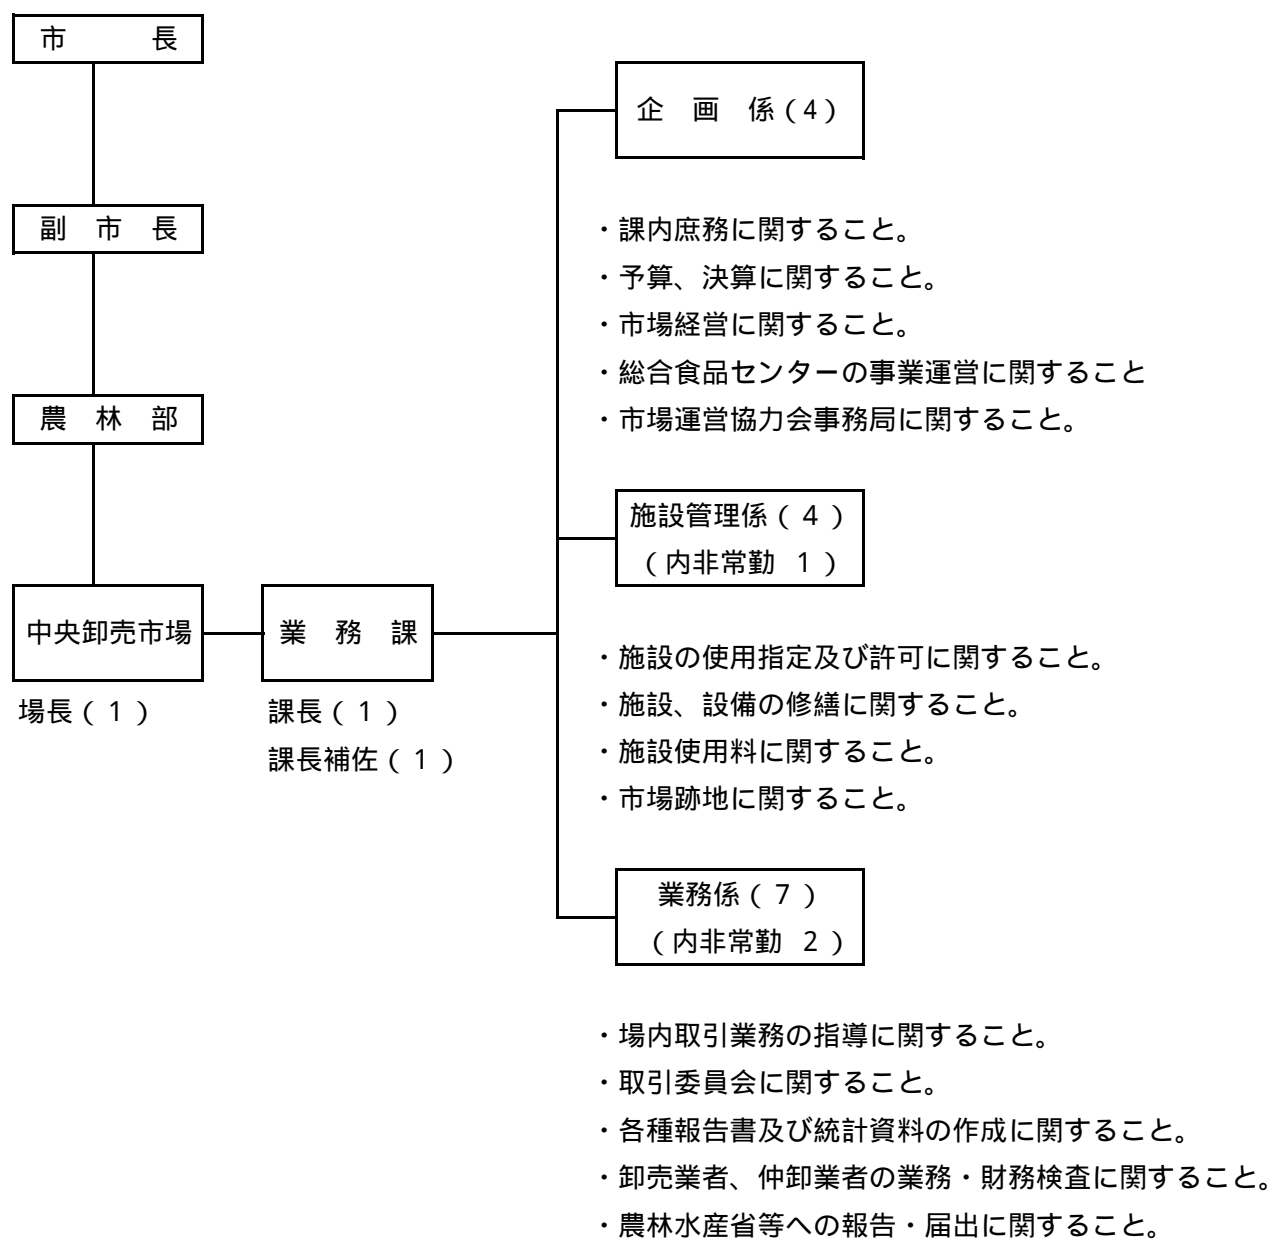 市　　　長
副　市　長
農　林　部
中央卸売市場
場長（１）
業　務　課
課長（１）
課長補佐（１）
企　画　係（4）
・課内庶務に関すること。
・予算、決算に関すること。
・市場経営に関すること。
・総合食品センターの事業運営に関すること
・市場運営協力会事務局に関すること。
施設管理係（４）
（内非常勤　１）
・施設の使用指定及び許可に関すること。
・施設、設備の修繕に関すること。
・施設使用料に関すること。
・市場跡地に関すること。
業務係（７）
（内非常勤　２）
・場内取引業務の指導に関すること。
・取引委員会に関すること。
・各種報告書及び統計資料の作成に関すること。
・卸売業者、仲卸業者の業務・財務検査に関すること。
・農林水産省等への報告・届出に関すること。